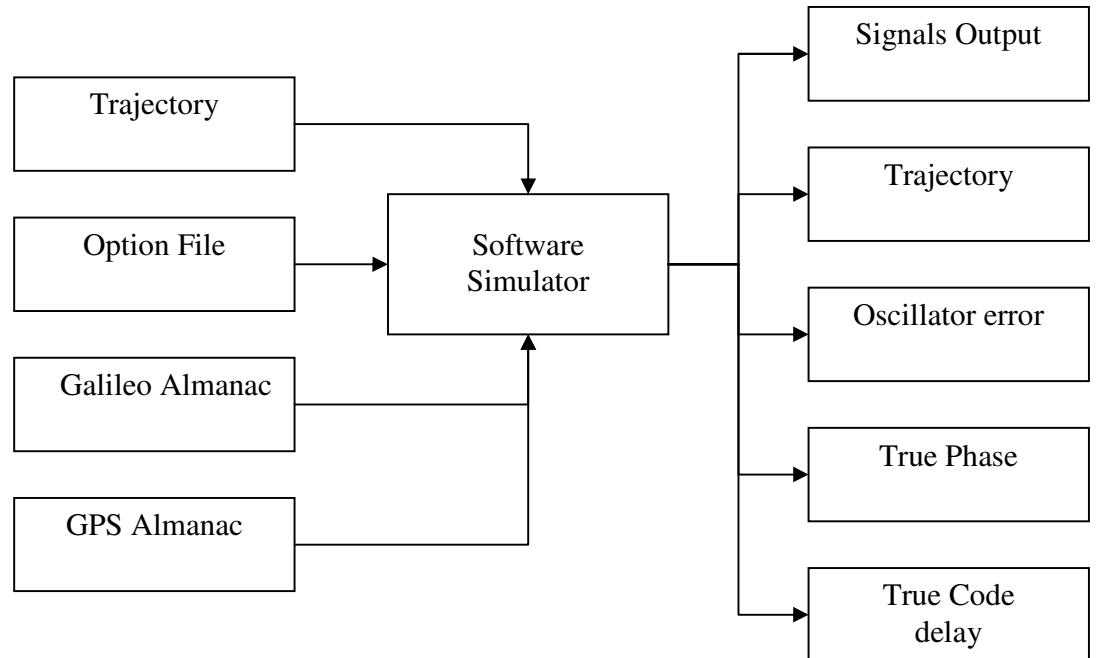 Trajectory
Option File
Galileo Almanac
GPS Almanac
Software
Simulator
Signals Output
Trajectory
Oscillator error
True Phase
True Code
delay